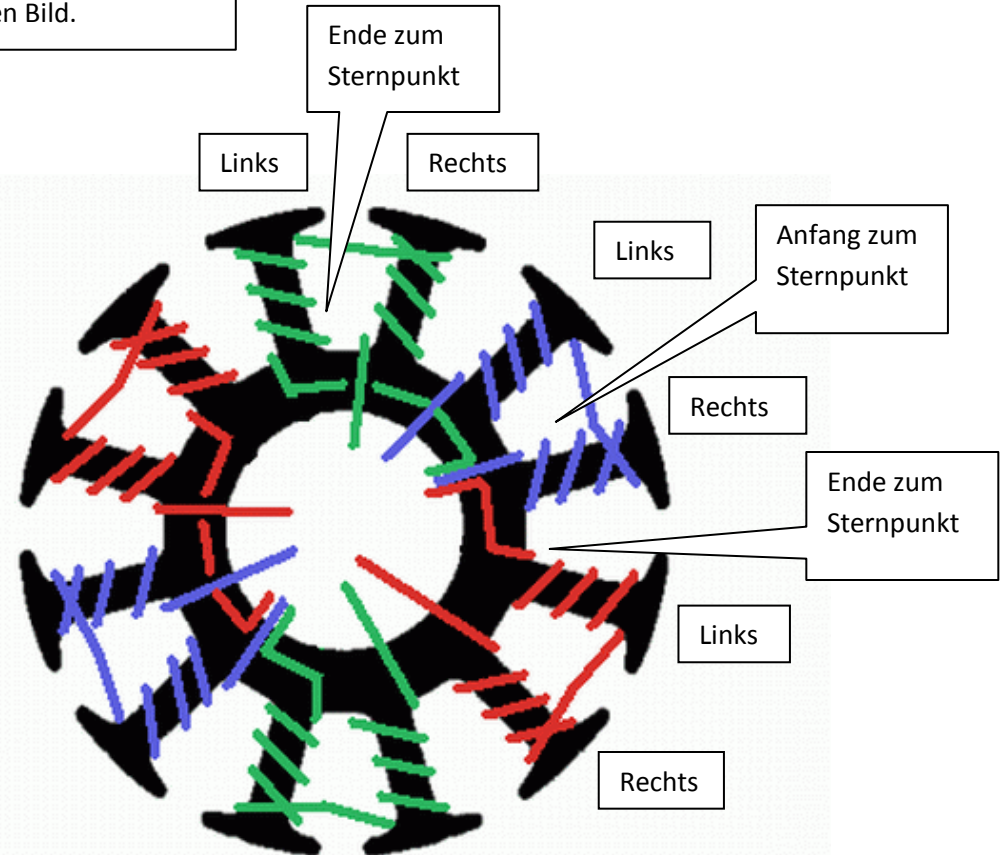 en Bild.
Ende zum
Sternpunkt
Links
Rechts
Links
Anfang zum
Sternpunkt
Rechts
Ende zum
Sternpunkt
Links
Rechts